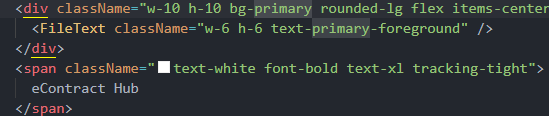 <div className="w-10 h-10 bg-primary rounded-lg flex items-center
<FileText className="w-6 h-6 text-primary-foreground" />
</div>
<span className="text-white font-bold text-xl tracking-tight">
eContract Hub
</span>